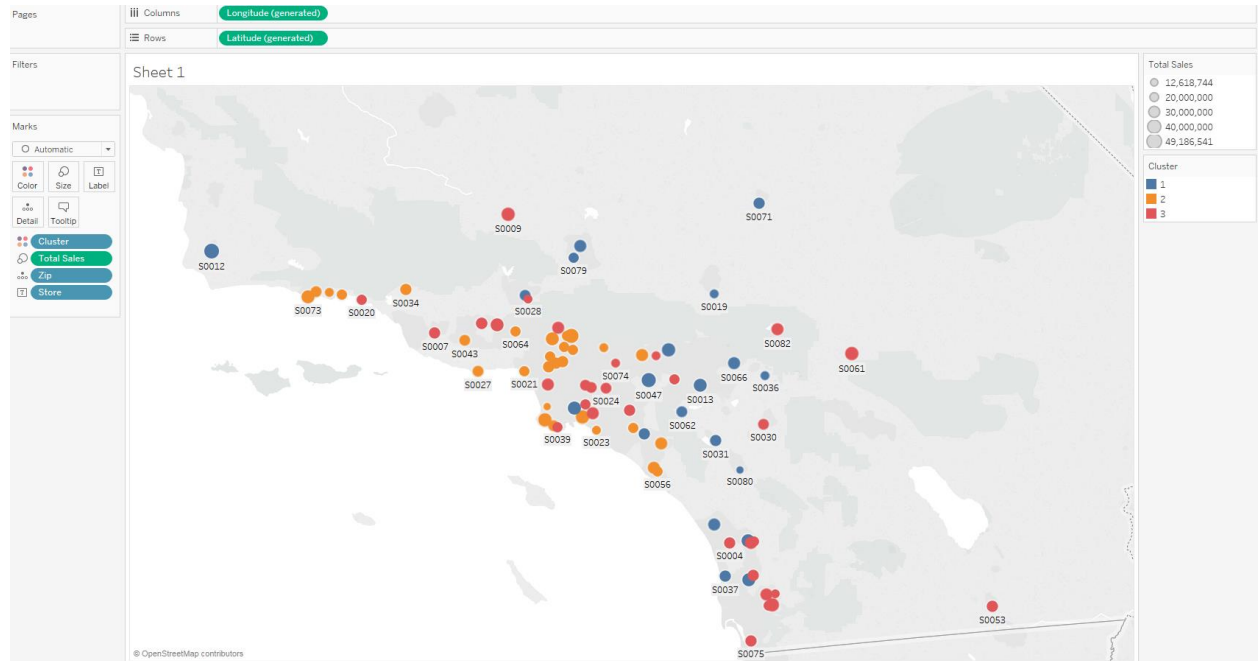 Pages
Columns
Longitude (generated)
Rows
Latitude (generated)
Filters
Marks
Automatic
Color
Size
Label
Detail
Tooltip
Cluster
Total Sales
Zip
Store
Sheet 1
S0071
S0009
S0012
S0079
S0019
S0034
S0073
S0020
S0028
S0082
S0007
S0043
S0064
S0061
S0074
S0066
S0036
S0027
S0021
S0047
S0013
S0024
S0062
S0039
S0023
S0030
S0031
S0056
S0080
S0004
S0037
S0053
S0075
© OpenStreetMap contributors
Total Sales
12,618,744
20,000,000
30,000,000
40,000,000
49,186,541
Cluster
1
2
3